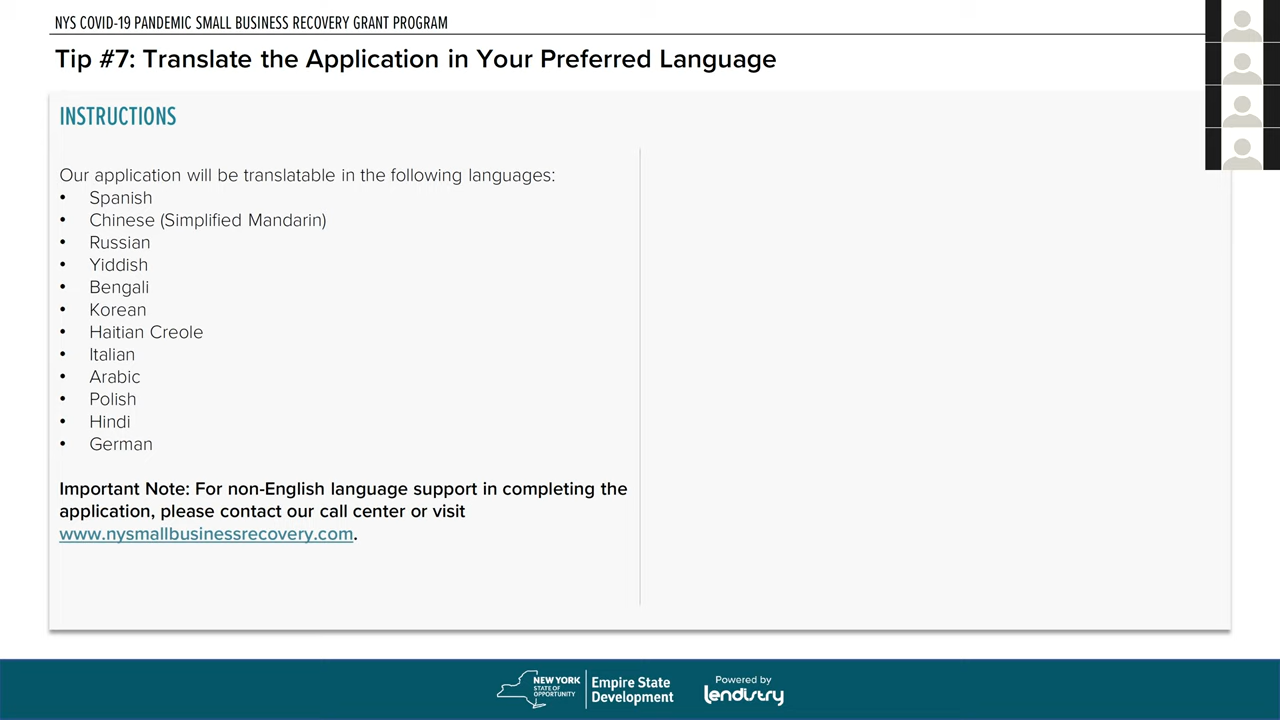 NYS COVID-19 PANDEMIC SMALL BUSINESS RECOVERY GRANT PROGRAM
Tip #7: Translate the Application in Your Preferred Language
INSTRUCTIONS
Our application will be translatable in the following languages:
• Spanish
• Chinese (Simplified Mandarin)
• Russian
• Yiddish
• Bengali
• Korean
• Haitian Creole
• Italian
• Arabic
• Polish
• Hindi
• German
Important Note: For non-English language support in completing the
application, please contact our call center or visit
www.nysmallbusinessrecovery.com.
NEW YORK
STATE OF
OPPORTUNITY
Empire State
Development
Powered by
lendistry